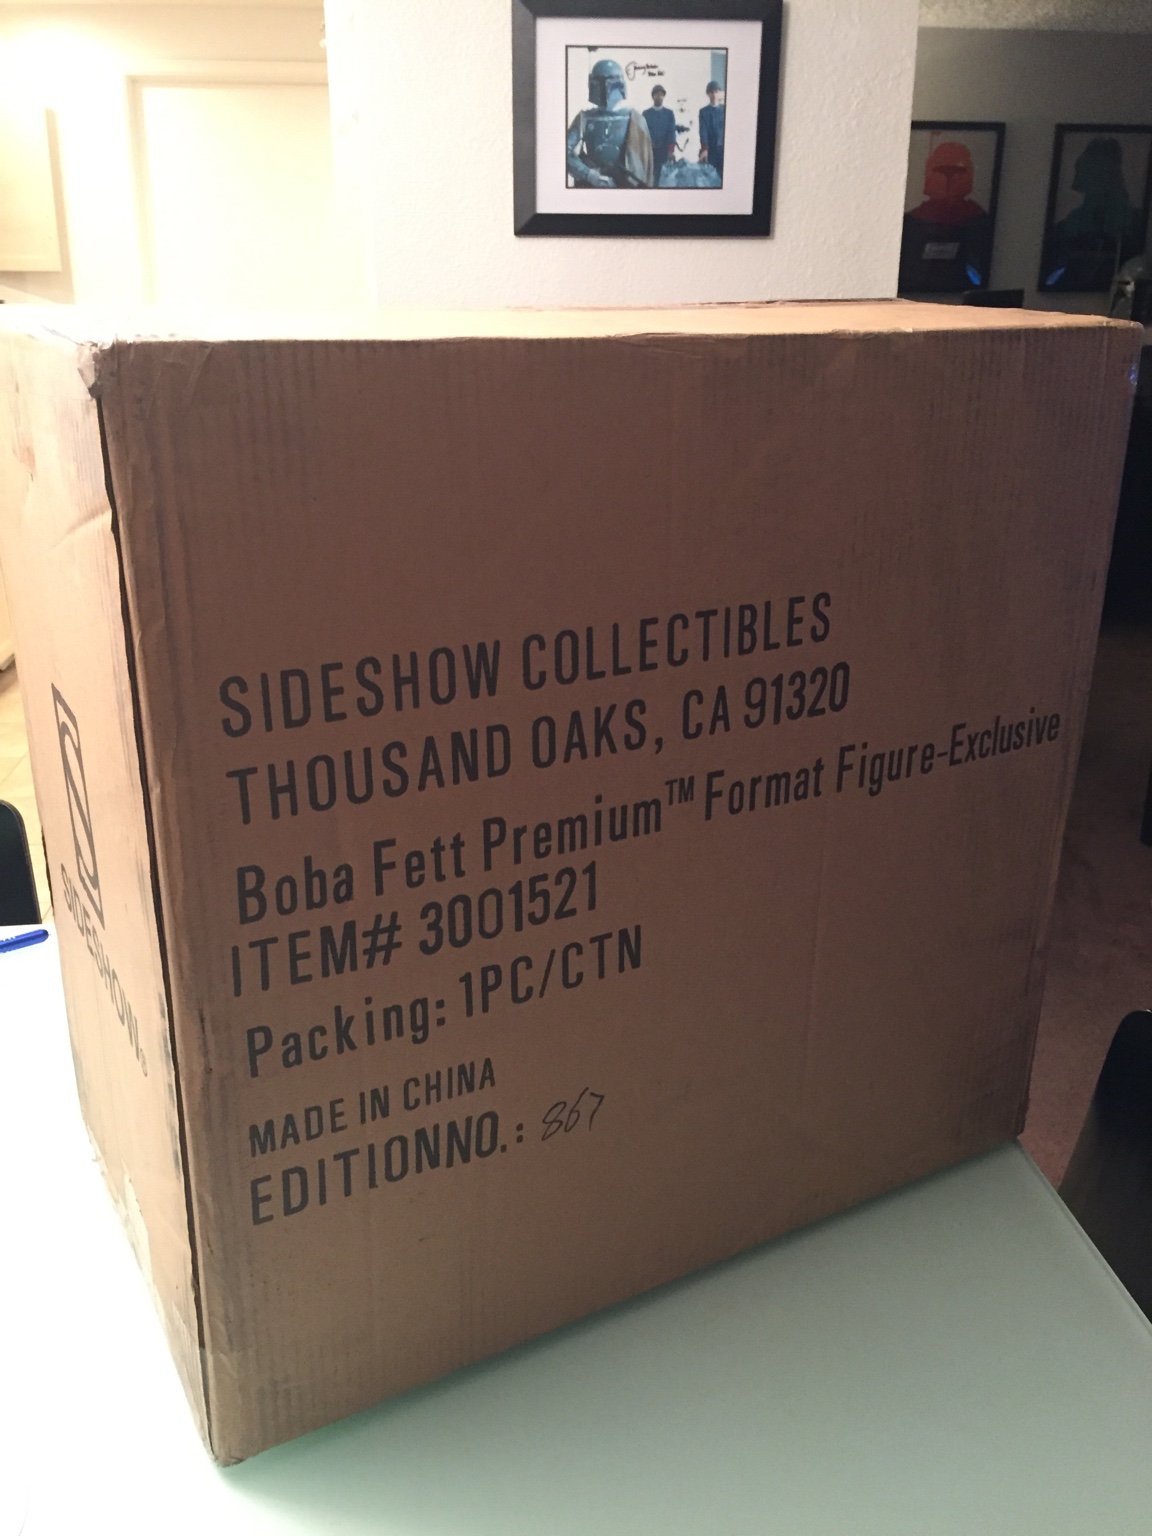 SIDESHOW COLLECTIBLES
THOUSAND OAKS, CA 91320
Boba Fett Premium™ Format Figure-Exclusive
ITEM# 3001521
Packing: 1PC/CTN
MADE IN CHINA
EDITIONNO.: 867
SIDESHOW®